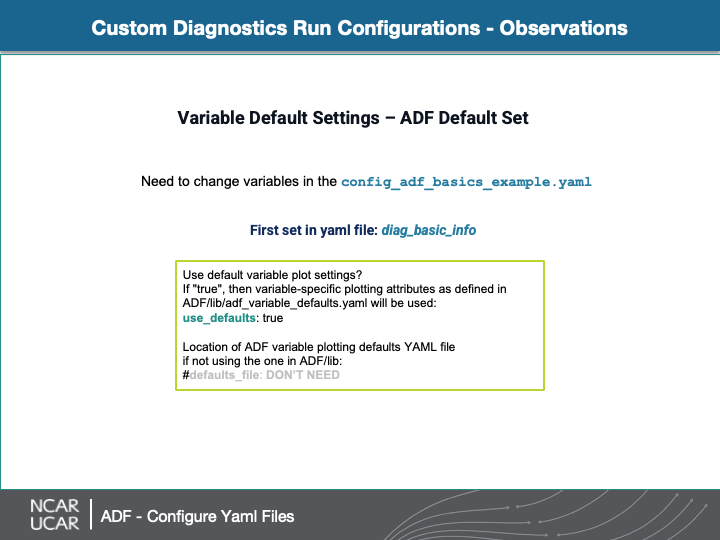 Custom Diagnostics Run Configurations - Observations
Variable Default Settings – ADF Default Set
Need to change variables in the config_adf_basics_example.yaml
First set in yaml file: diag_basic_info
Use default variable plot settings?
If "true", then variable-specific plotting attributes as defined in
ADF/lib/adf_variable_defaults.yaml will be used:
use_defaults: true
Location of ADF variable plotting defaults YAML file
if not using the one in ADF/lib:
#defaults_file: DON'T NEED
NCAR
UCAR
ADF - Configure Yaml Files